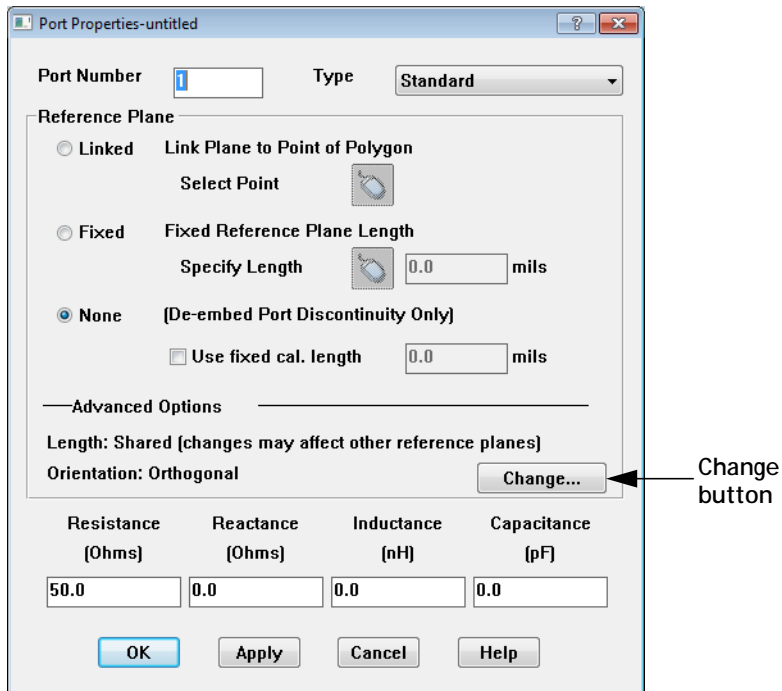 Port Properties-untitled
Port Number 1 Type Standard
Reference Plane
Linked Link Plane to Point of Polygon
Select Point
Fixed Fixed Reference Plane Length
Specify Length 0.0 mils
None (De-embed Port Discontinuity Only)
Use fixed cal. length 0.0 mils
Advanced Options
Length: Shared (changes may affect other reference planes)
Orientation: Orthogonal Change...
Change
button
Resistance Reactance Inductance Capacitance
(Ohms) (Ohms) (nH) (pF)
50.0 0.0 0.0 0.0
OK Apply Cancel Help